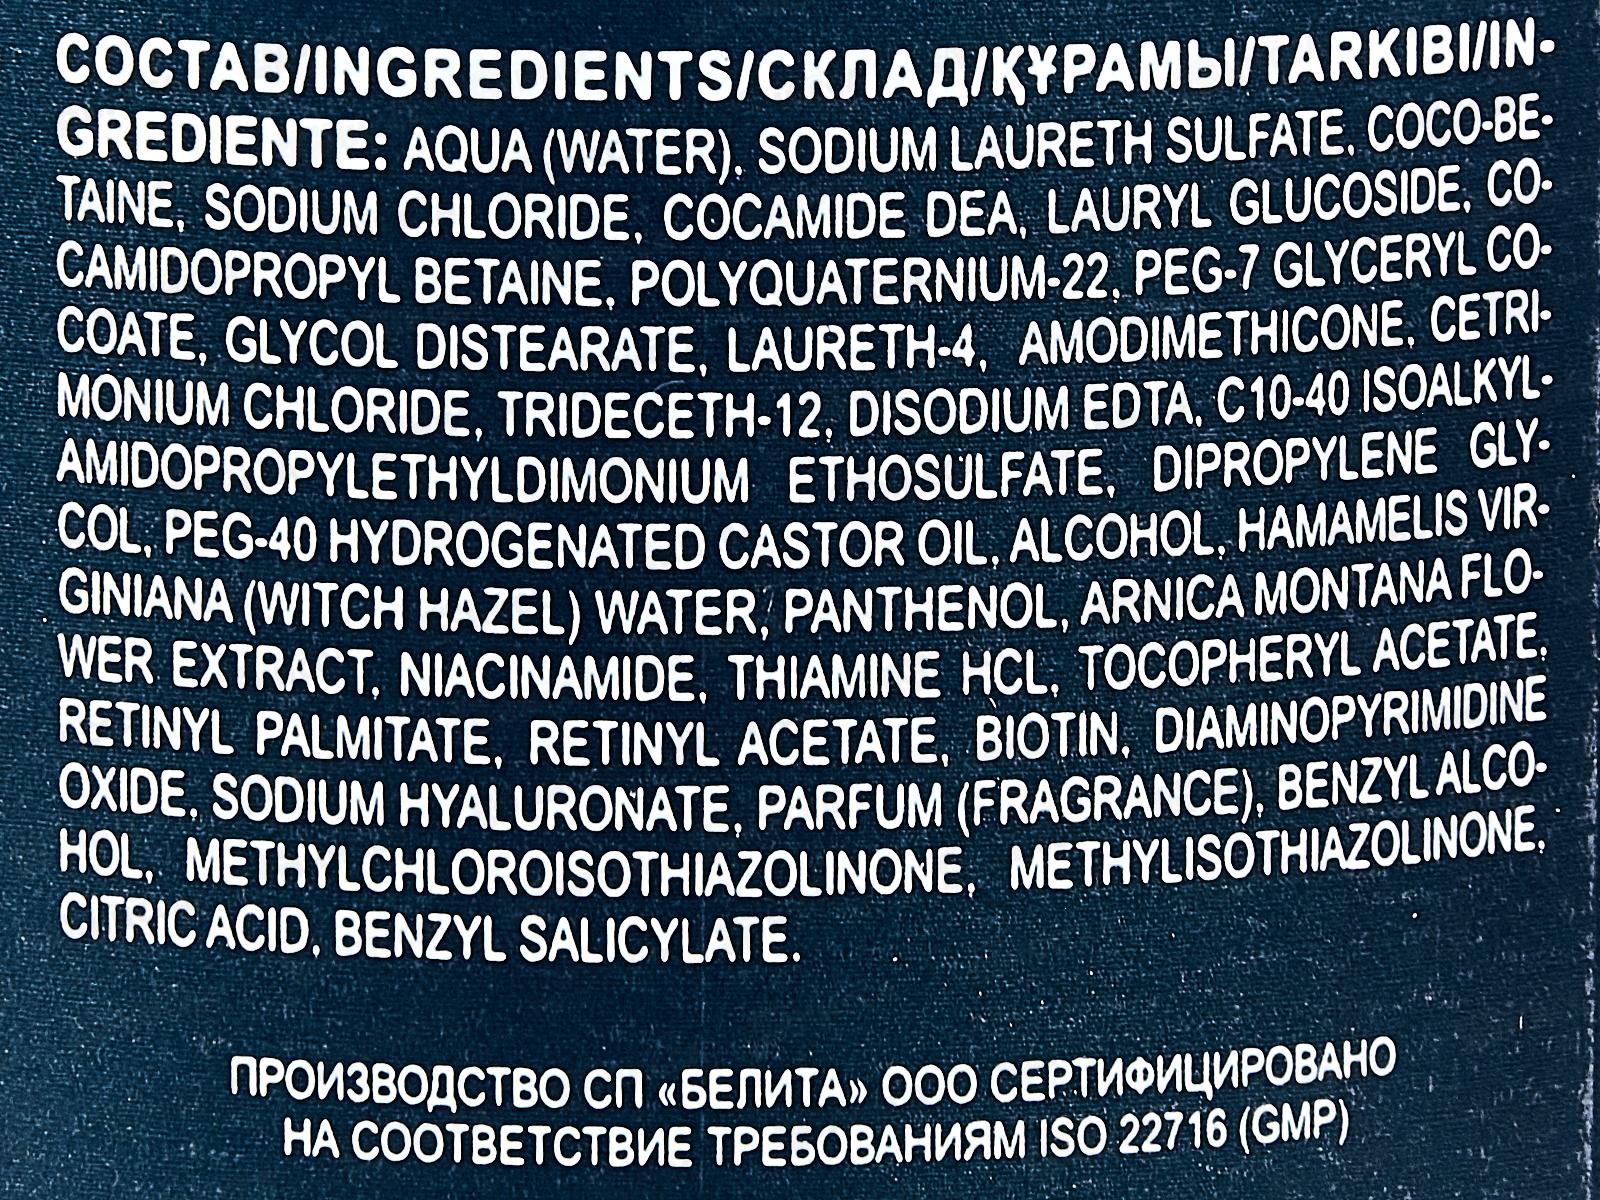 СОСТАВ/INGREDIENTS/СКЛАД/ҚҰРАМЫ/TARKIBI/IN-
GREDIENTE: AQUA (WATER), SODIUM LAURETH SULFATE, COCO-BE-
TAINE, SODIUM CHLORIDE, COCAMIDE DEA, LAURYL GLUCOSIDE, CO-
CAMIDOPROPYL BETAINE, POLYQUATERNIUM-22, PEG-7 GLYCERYL CO-
COATE, GLYCOL DISTEARATE, LAURETH-4, AMODIMETHICONE, CETRI-
MONIUM CHLORIDE, TRIDECETH-12, DISODIUM EDTA, C10-40 ISOALKYL-
AMIDOPROPYLETHYLDIMONIUM ETHOSULFATE, DIPROPYLENE GLY-
COL, PEG-40 HYDROGENATED CASTOR OIL, ALCOHOL, HAMAMELIS VIR-
GINIANA (WITCH HAZEL) WATER, PANTHENOL, ARNICA MONTANA FLO-
WER EXTRACT, NIACINAMIDE, THIAMINE HCL, TOCOPHERYL ACETATE,
RETINYL PALMITATE, RETINYL ACETATE, BIOTIN, DIAMINOPYRIMIDINE
OXIDE, SODIUM HYALURONATE, PARFUM (FRAGRANCE), BENZYL ALCO-
HOL, METHYLCHLOROISOTHIAZOLINONE, METHYLISOTHIAZOLINONE,
CITRIC ACID, BENZYL SALICYLATE.
ПРОИЗВОДСТВО СП «БЕЛИТА» ООО СЕРТИФИЦИРОВАНО
НА СООТВЕТСТВИЕ ТРЕБОВАНИЯМ ISO 22716 (GMP)